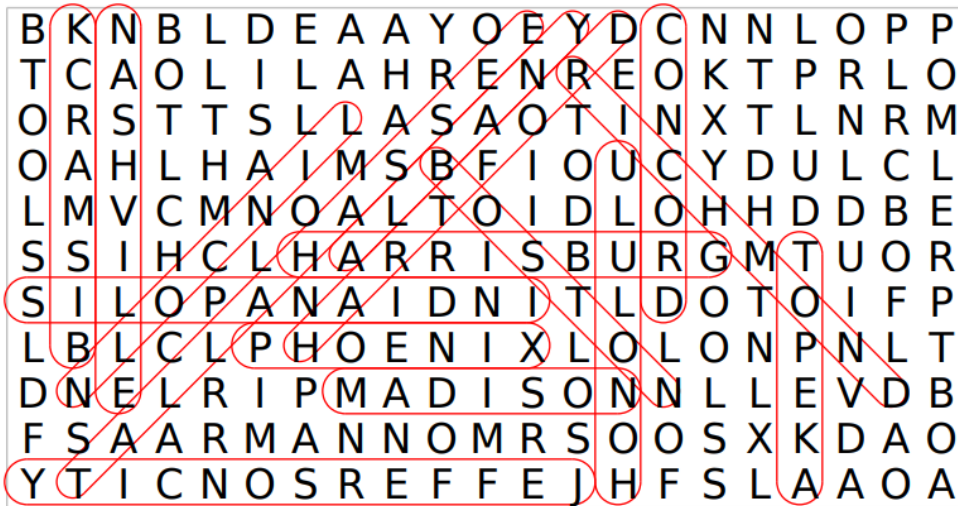 B K N B L D E A A Y O E Y D C N N L O P P
T C A O L I L A H R E N R E O K T P R L O
O R S T T S L L A S A O T I N X T L N R M
O A H L H A I M S B F I O U C Y D U L C L
L M V C M N O A L T O I D L O H H D D B E
S S I H C L H A R R I S B U R G M T U O R
S I L O P A N A I D N I T L D O T O I F P
L B L C L P H O E N I X L O L O N P N L T
D N E L R I P M A D I S O N N L L E V D B
F S A A R M A N N O M R S O O S X K D A O
Y T I C N O S R E F F E J H F S L A A O A